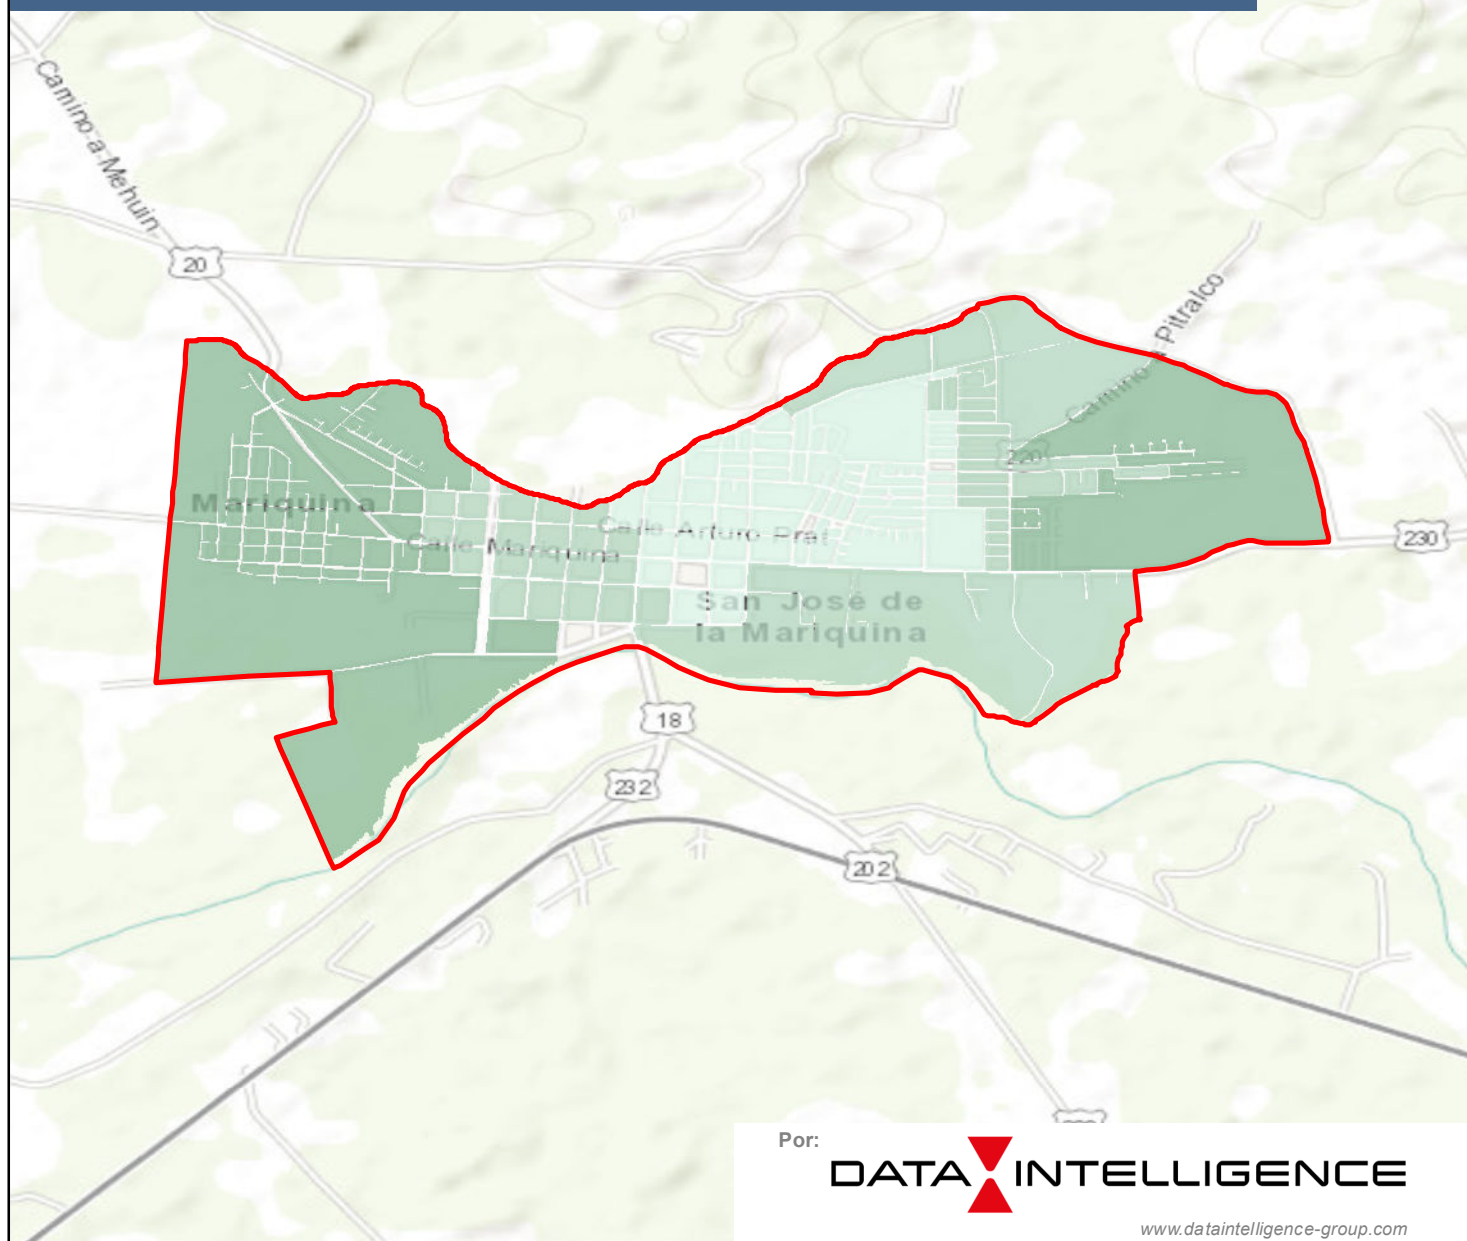 Camino-a-Mehuin
20
Camino a-Pitralco
220
Mariquina
Calle Arturo Prat
Calle Mariquina
230
San José de
la Mariquina
18
232
202
Por:
DATA INTELLIGENCE
www.dataintelligence-group.com